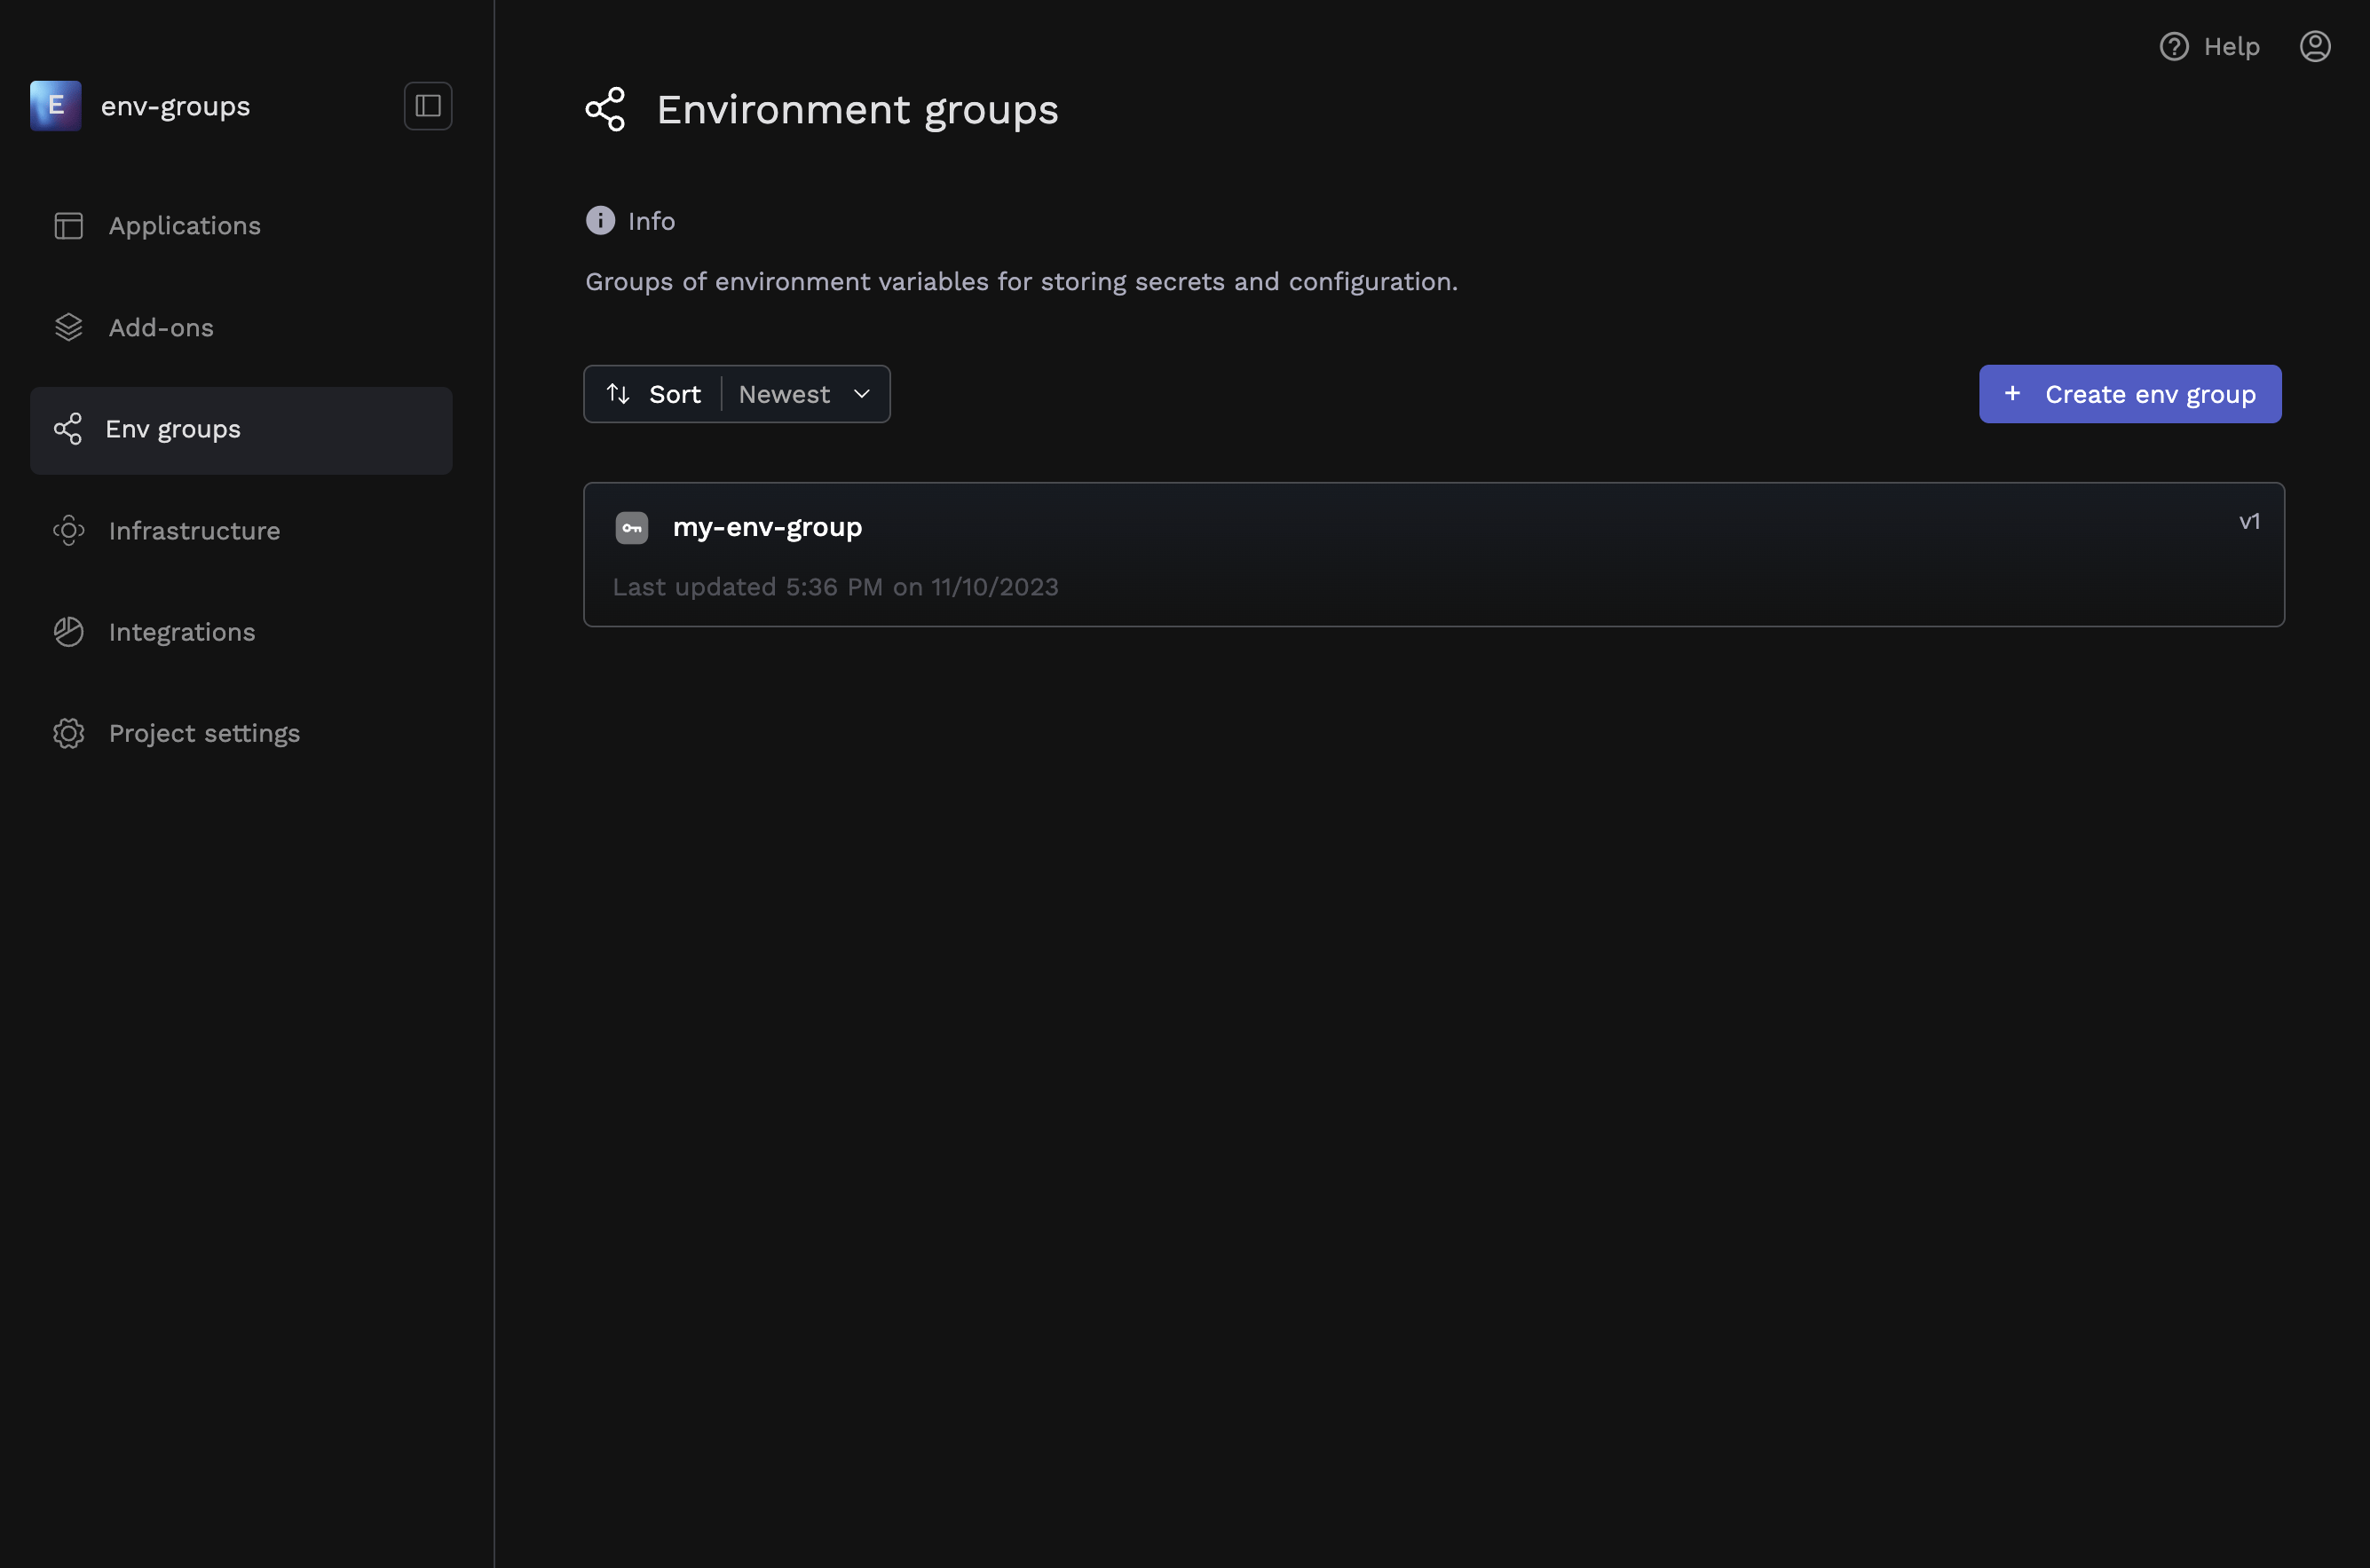 Help
E env-groups
Applications
Add-ons
Env groups
Infrastructure
Integrations
Project settings
Environment groups
Info
Groups of environment variables for storing secrets and configuration.
Sort Newest
+ Create env group
my-env-group v1
Last updated 5:36 PM on 11/10/2023